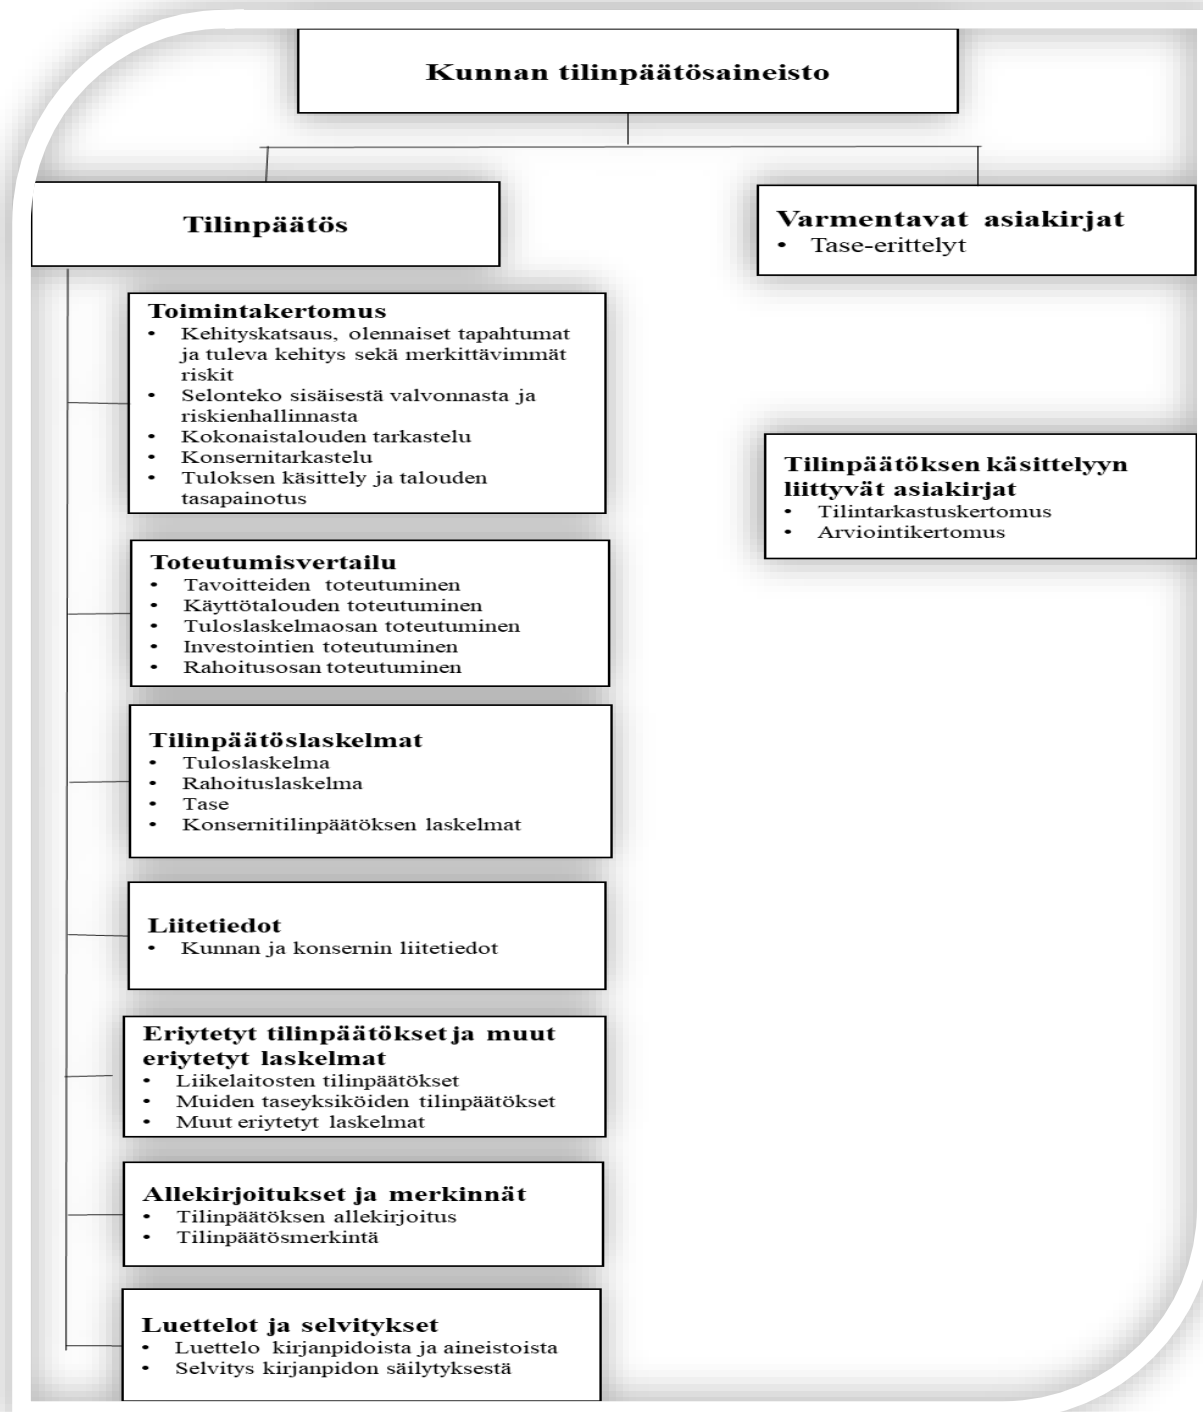 Kunnan tilinpäätösaineisto
Tilinpäätös
Varmentavat asiakirjat
• Tase-erittelyt
Toimintakertomus
• Kehityskatsaus, olennaiset tapahtumat
ja tuleva kehitys sekä merkittävimmät
riskit
• Selonteko sisäisestä valvonnasta ja
riskienhallinnasta
• Kokonaistalouden tarkastelu
• Konsernitarkastelu
• Tuloksen käsittely ja talouden
tasapainotus
Tilinpäätöksen käsittelyyn
liittyvät asiakirjat
• Tilintarkastuskertomus
• Arviointikertomus
Toteutumisvertailu
• Tavoitteiden toteutuminen
• Käyttötalouden toteutuminen
• Tuloslaskelmaosan toteutuminen
• Investointien toteutuminen
• Rahoitusosan toteutuminen
Tilinpäätöslaskelmat
• Tuloslaskelma
• Rahoituslaskelma
• Tase
• Konsernitilinpäätöksen laskelmat
Liitetiedot
• Kunnan ja konsernin liitetiedot
Eriytetyt tilinpäätökset ja muut
eriytetyt laskelmat
• Liikelaitosten tilinpäätökset
• Muiden taseyksiköiden tilinpäätökset
• Muut eriytetyt laskelmat
Allekirjoitukset ja merkinnät
• Tilinpäätöksen allekirjoitus
• Tilinpäätösmerkintä
Luettelot ja selvitykset
• Luettelo kirjanpidoista ja aineistoista
• Selvitys kirjanpidon säilytyksestä